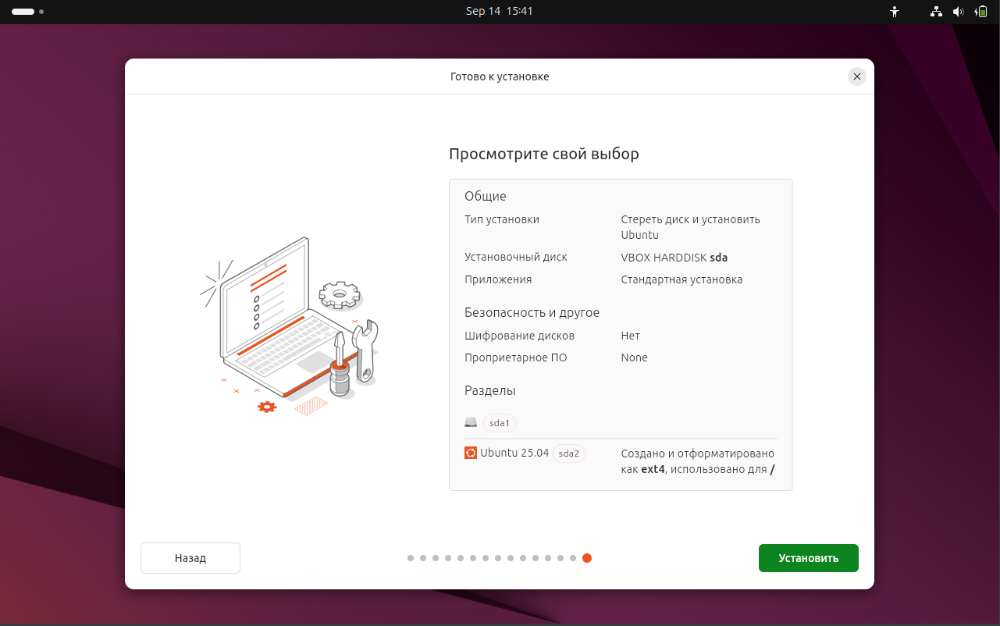 Sep 14 15:41
Готово к установке
Просмотрите свой выбор
Общие
Тип установки
Стереть диск и установить
Ubuntu
Установочный диск
VBOX HARDDISK sda
Приложения
Стандартная установка
Безопасность и другое
Шифрование дисков
Нет
Проприетарное ПО
None
Разделы
sda1
Ubuntu 25.04 sda2
Создано и отформатировано
как ext4, использовано для /
Назад
Установить